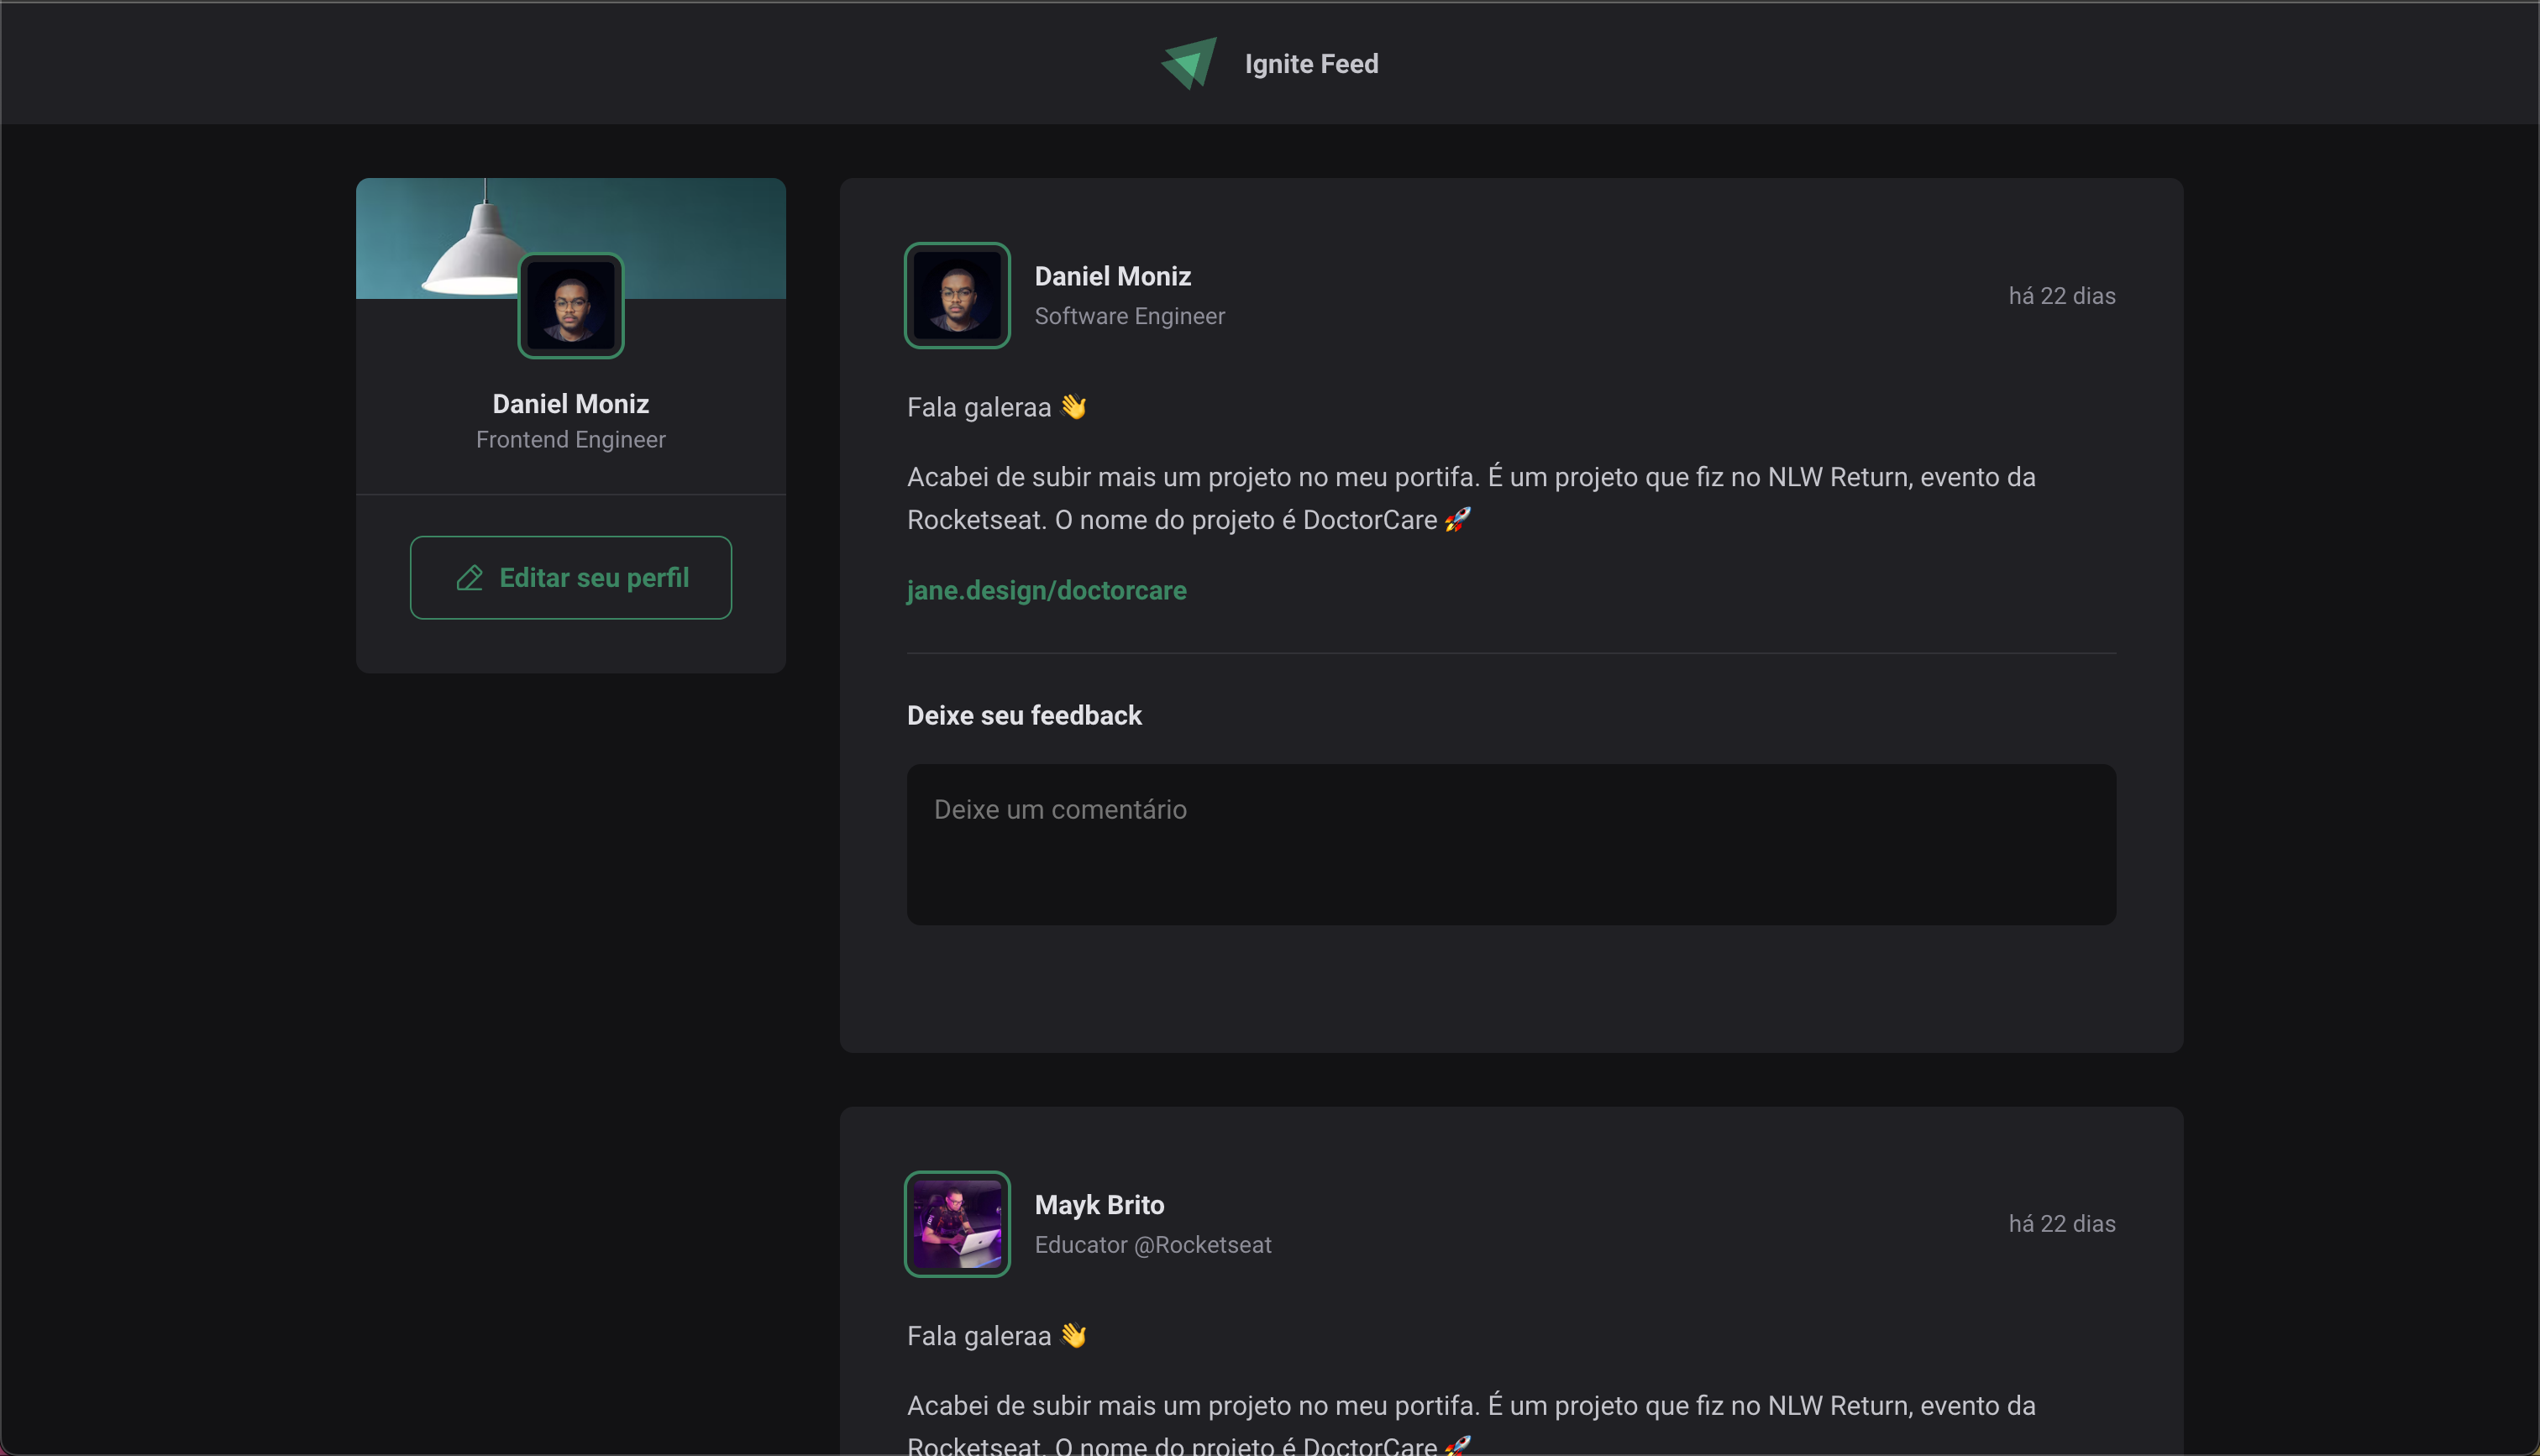 Ignite Feed
Daniel Moniz
Frontend Engineer
Editar seu perfil
Daniel Moniz
Software Engineer
há 22 dias
Fala galeraa 👋
Acabei de subir mais um projeto no meu portifa. É um projeto que fiz no NLW Return, evento da
Rocketseat. O nome do projeto é DoctorCare 🚀
jane.design/doctorcare
Deixe seu feedback
Deixe um comentário
Mayk Brito
Educator @Rocketseat
há 22 dias
Fala galeraa 👋
Acabei de subir mais um projeto no meu portifa. É um projeto que fiz no NLW Return, evento da
Rocketseat. O nome do projeto é DoctorCare 🚀